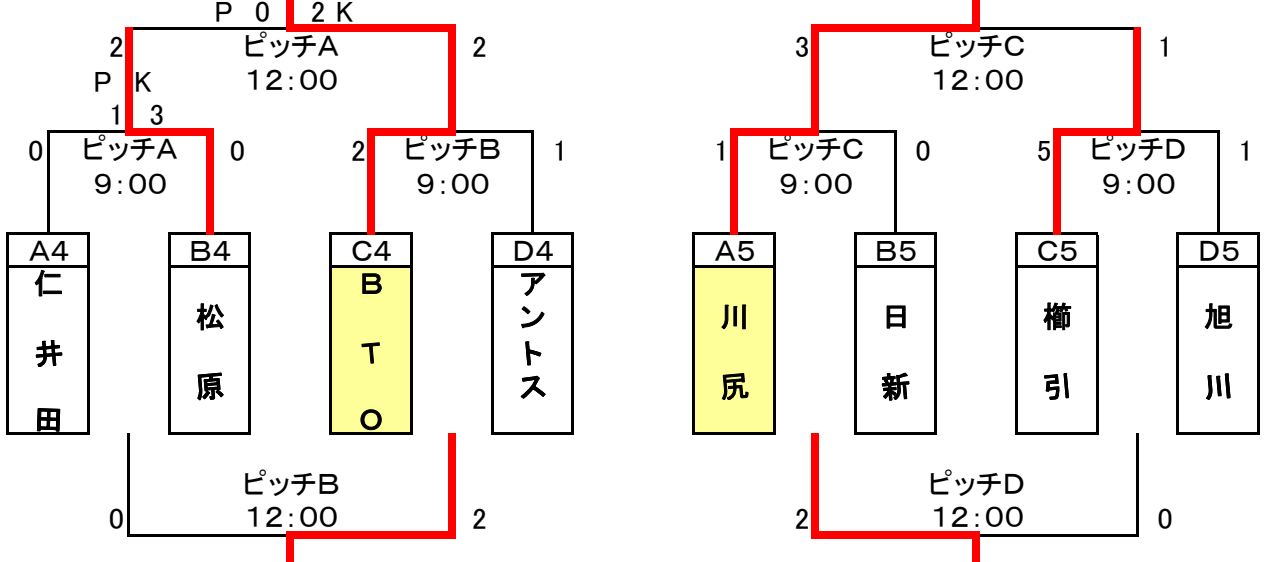 P 0 2 K
2 ピッチA 2
12:00
P K
1 3
0 ピッチA 0 2 ピッチB 1
9:00 9:00
A4 B4 C4 D4
仁井田 松原 BTO アントス
ピッチB
0 12:00 2
3 ピッチC 1
12:00
1 ピッチC 0 5 ピッチD 1
9:00 9:00
A5 B5 C5 D5
川尻 日新 櫛引 旭川
ピッチD
2 12:00 0